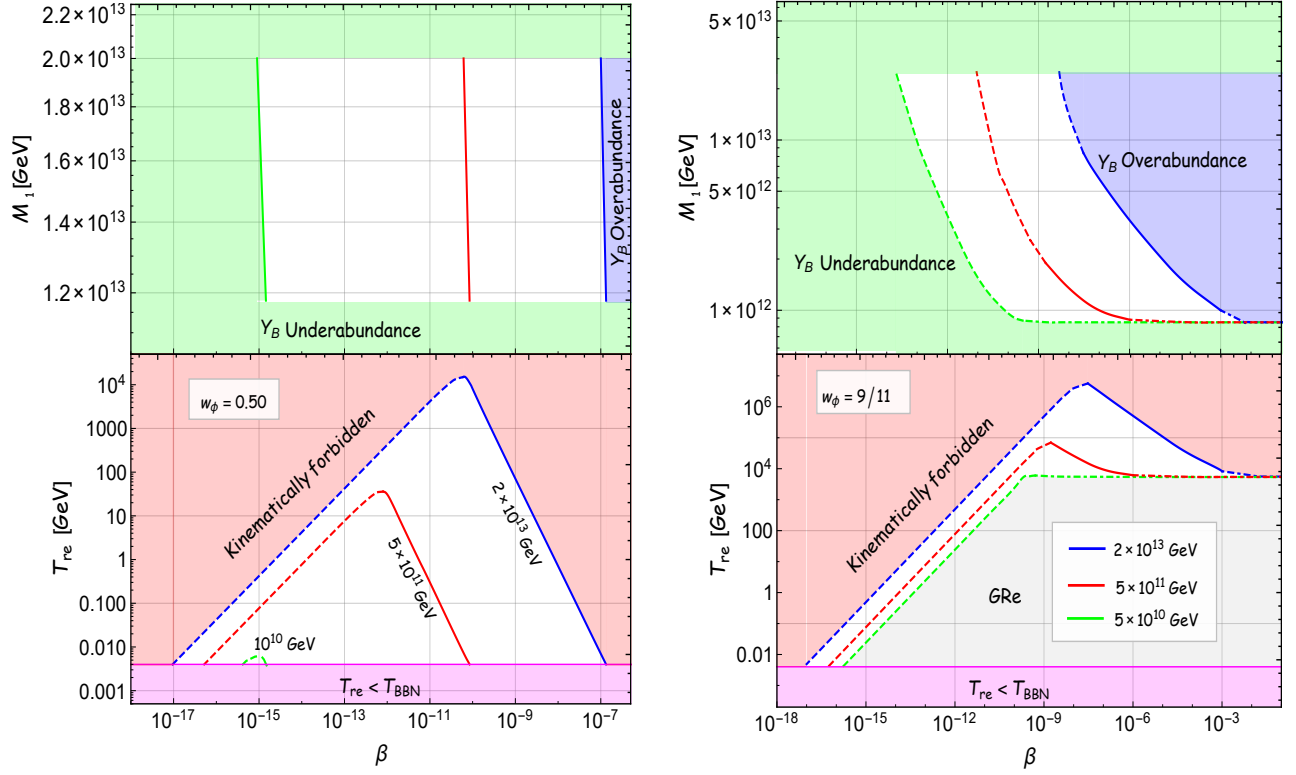 2.2×10¹³
2.0×10¹³
1.8×10¹³
1.6×10¹³
1.4×10¹³
1.2×10¹³
M₁ [GeV]
Y_B Overabundance
Y_B Underabundance
5×10¹³
1×10¹³
5×10¹²
1×10¹²
M₁ [GeV]
Y_B Overabundance
Y_B Underabundance
10⁴
1000
100
10
1
0.100
0.010
0.001
T_re [GeV]
w_ϕ = 0.50
Kinematically forbidden
2×10¹³ GeV
5×10¹¹ GeV
10¹⁰ GeV
T_re < T_BBN
10⁻¹⁷
10⁻¹⁵
10⁻¹³
10⁻¹¹
10⁻⁹
10⁻⁷
β
10⁶
10⁴
100
1
0.01
T_re [GeV]
w_ϕ = 9/11
Kinematically forbidden
2×10¹³ GeV
5×10¹¹ GeV
5×10¹⁰ GeV
GRe
T_re < T_BBN
10⁻¹⁸
10⁻¹⁵
10⁻¹²
10⁻⁹
10⁻⁶
10⁻³
β